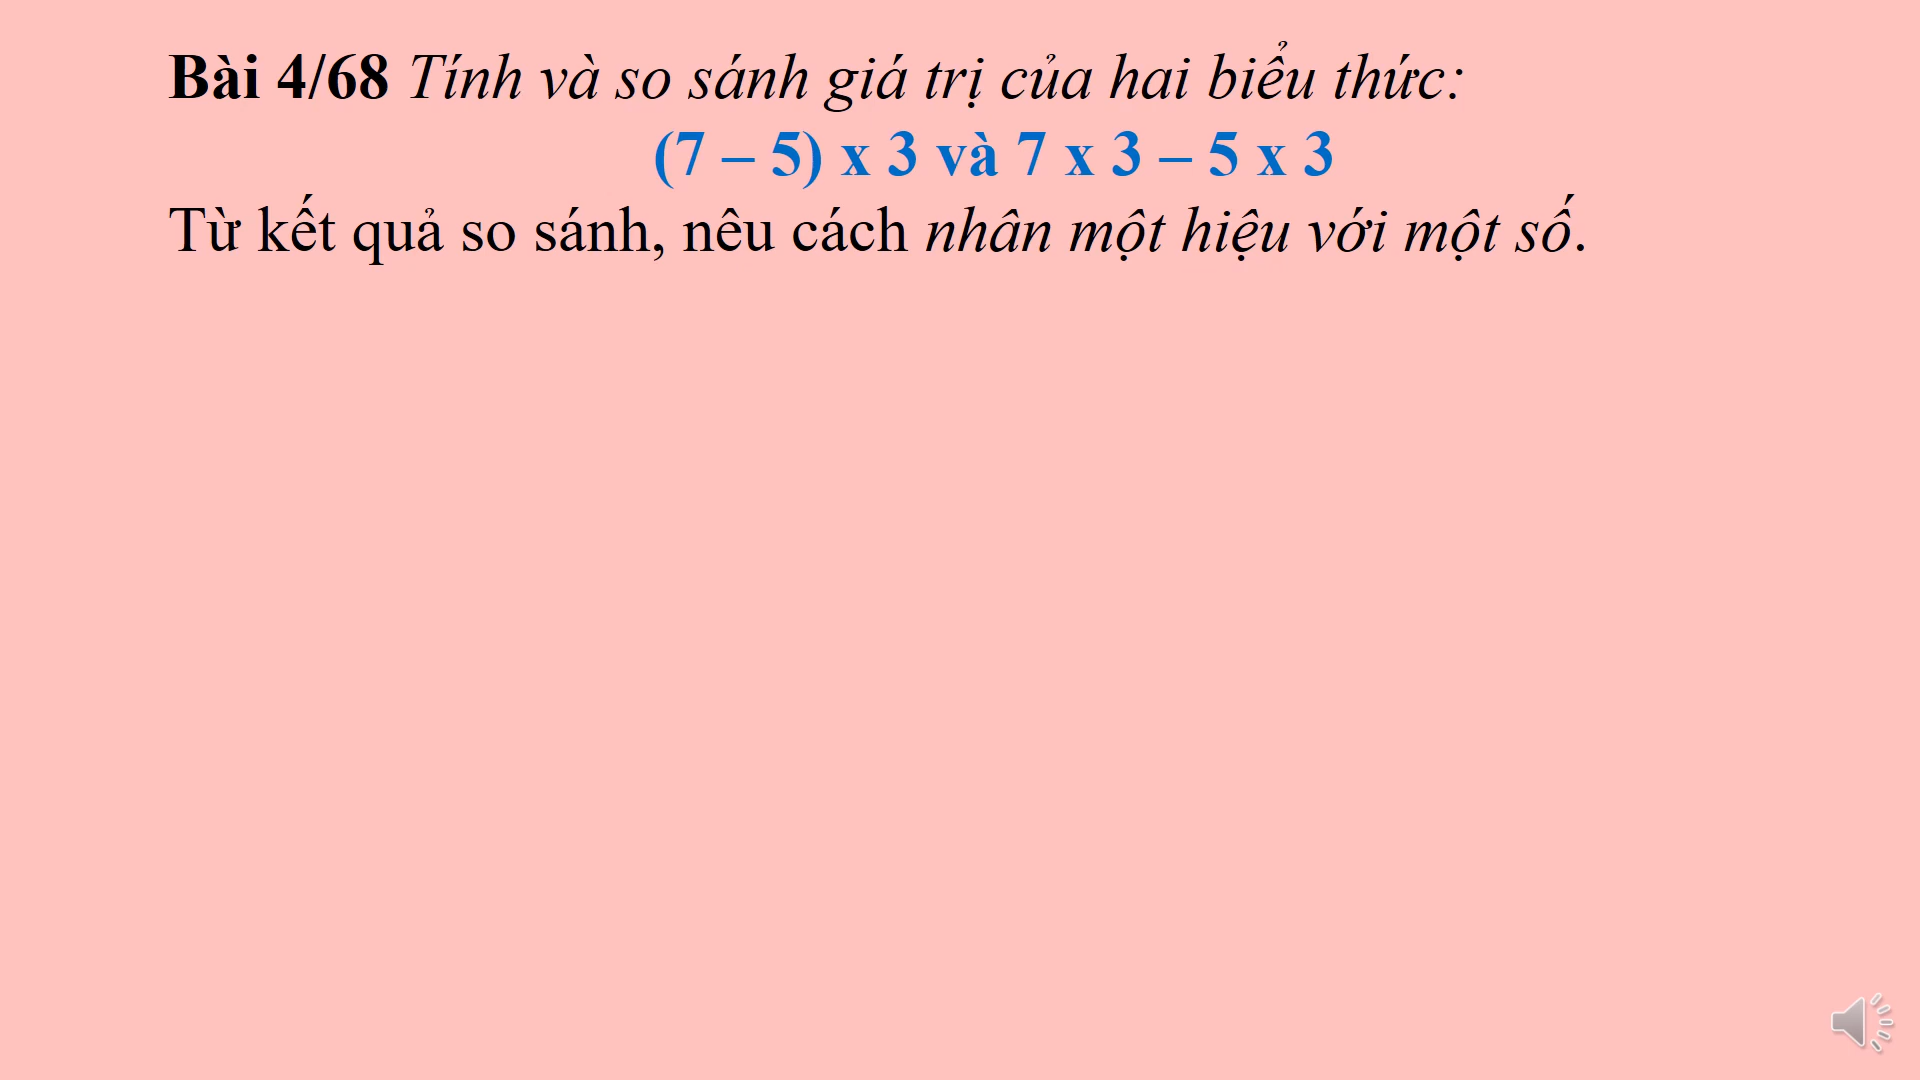 Bài 4/68 Tính và so sánh giá trị của hai biểu thức:
(7 – 5) x 3 và 7 x 3 – 5 x 3
Từ kết quả so sánh, nêu cách nhân một hiệu với một số.